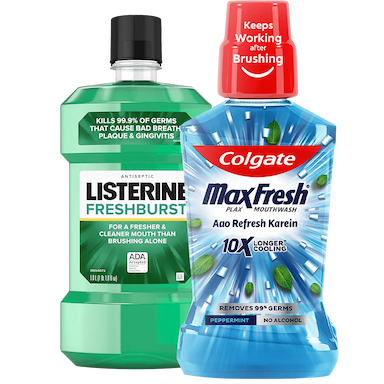 KILLS 99.9% OF GERMS
THAT CAUSE BAD BREATH
PLAQUE & GINGIVITIS
ANTISEPTIC
LISTERINE
FRESHBURST
FOR A FRESHER &
CLEANER MOUTH THAN
BRUSHING ALONE
ADA
Accepted
Keeps
Working
after
Brushing
Colgate
MaxFresh
PLAX MOUTHWASH
Aao Refresh Karein
10X LONGER
COOLING
REMOVES 99% GERMS
PEPPERMINT NO ALCOHOL